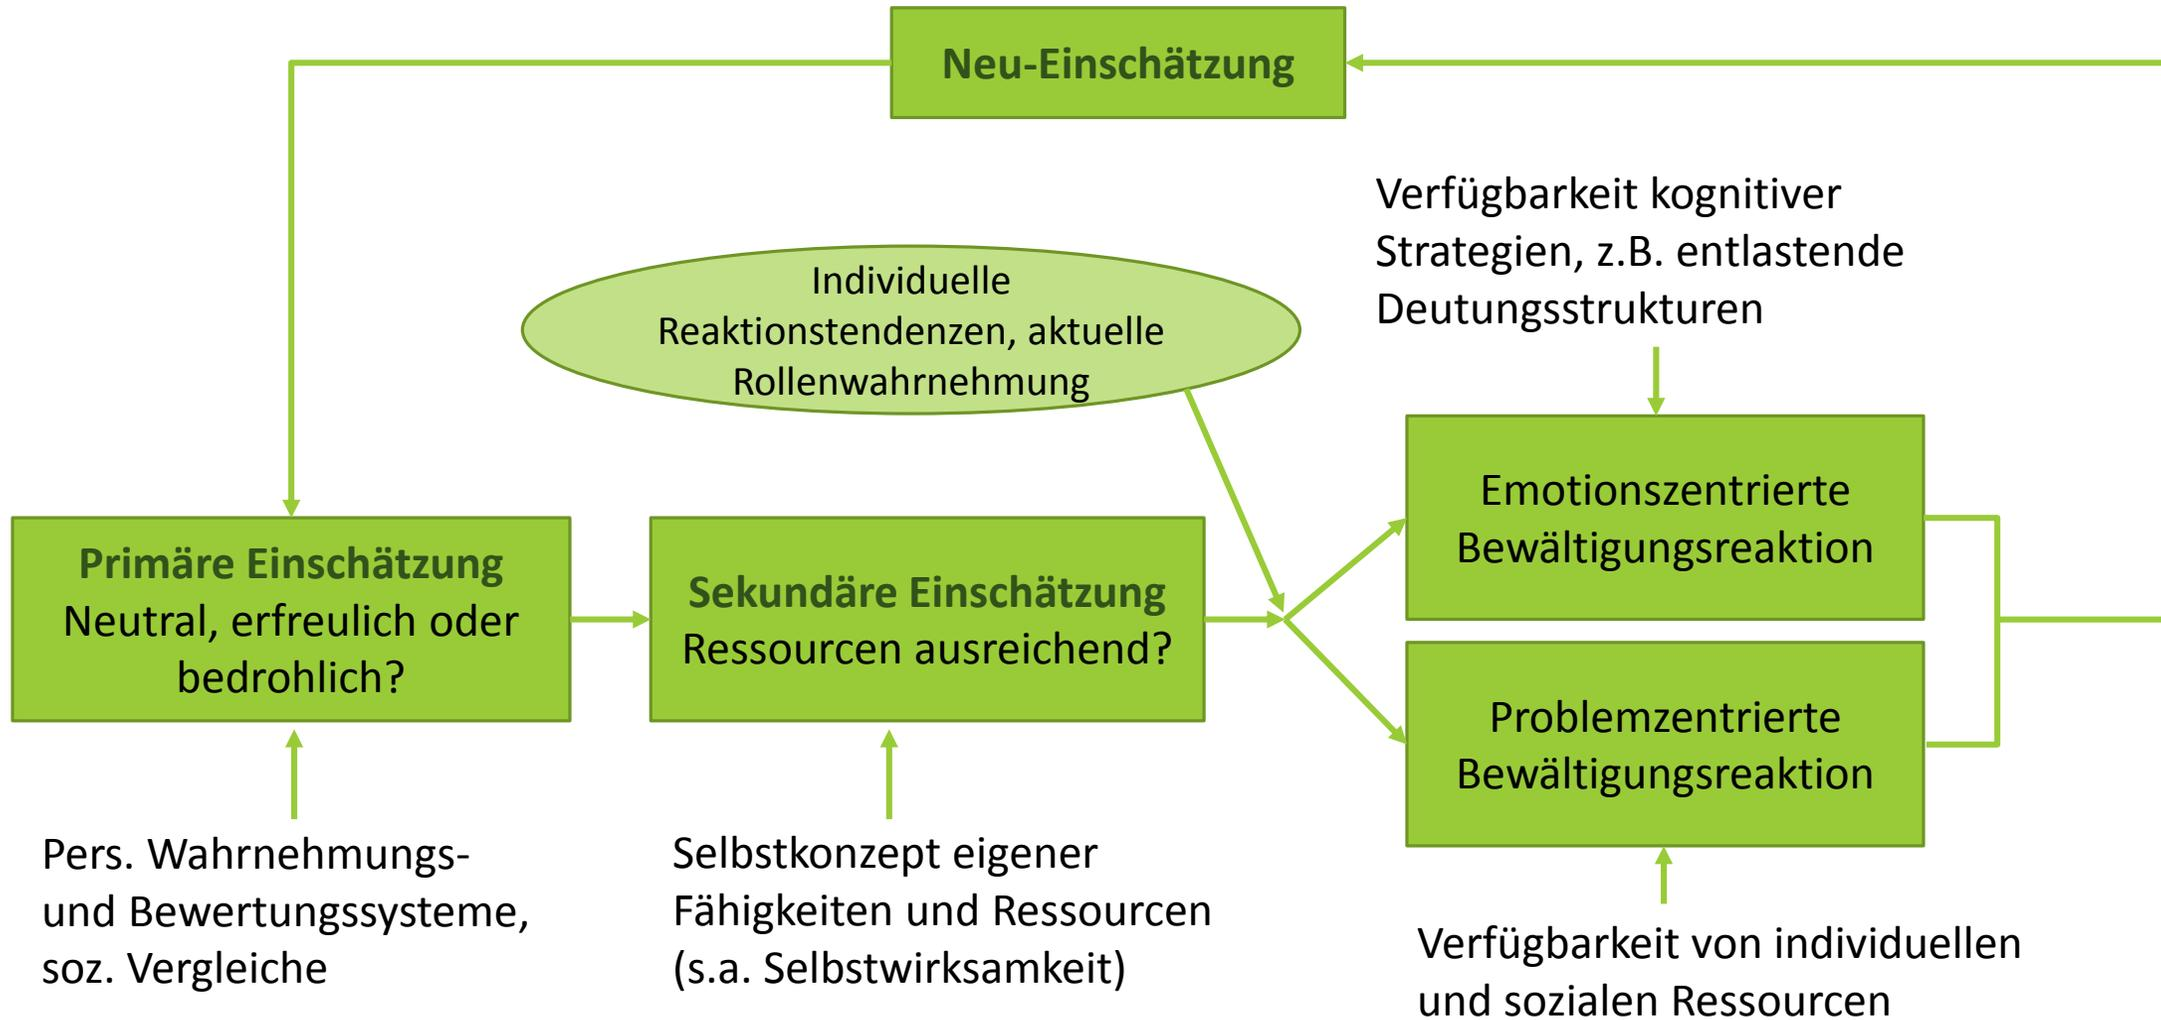 Neu-Einschätzung
Verfügbarkeit kognitiver
Strategien, z.B. entlastende
Deutungsstrukturen
Individuelle
Reaktionstendenzen, aktuelle
Rollenwahrnehmung
Primäre Einschätzung
Neutral, erfreulich oder
bedrohlich?
Sekundäre Einschätzung
Ressourcen ausreichend?
Emotionszentrierte
Bewältigungsreaktion
Problemzentrierte
Bewältigungsreaktion
Pers. Wahrnehmungs-
und Bewertungssysteme,
soz. Vergleiche
Selbstkonzept eigener
Fähigkeiten und Ressourcen
(s.a. Selbstwirksamkeit)
Verfügbarkeit von individuellen
und sozialen Ressourcen